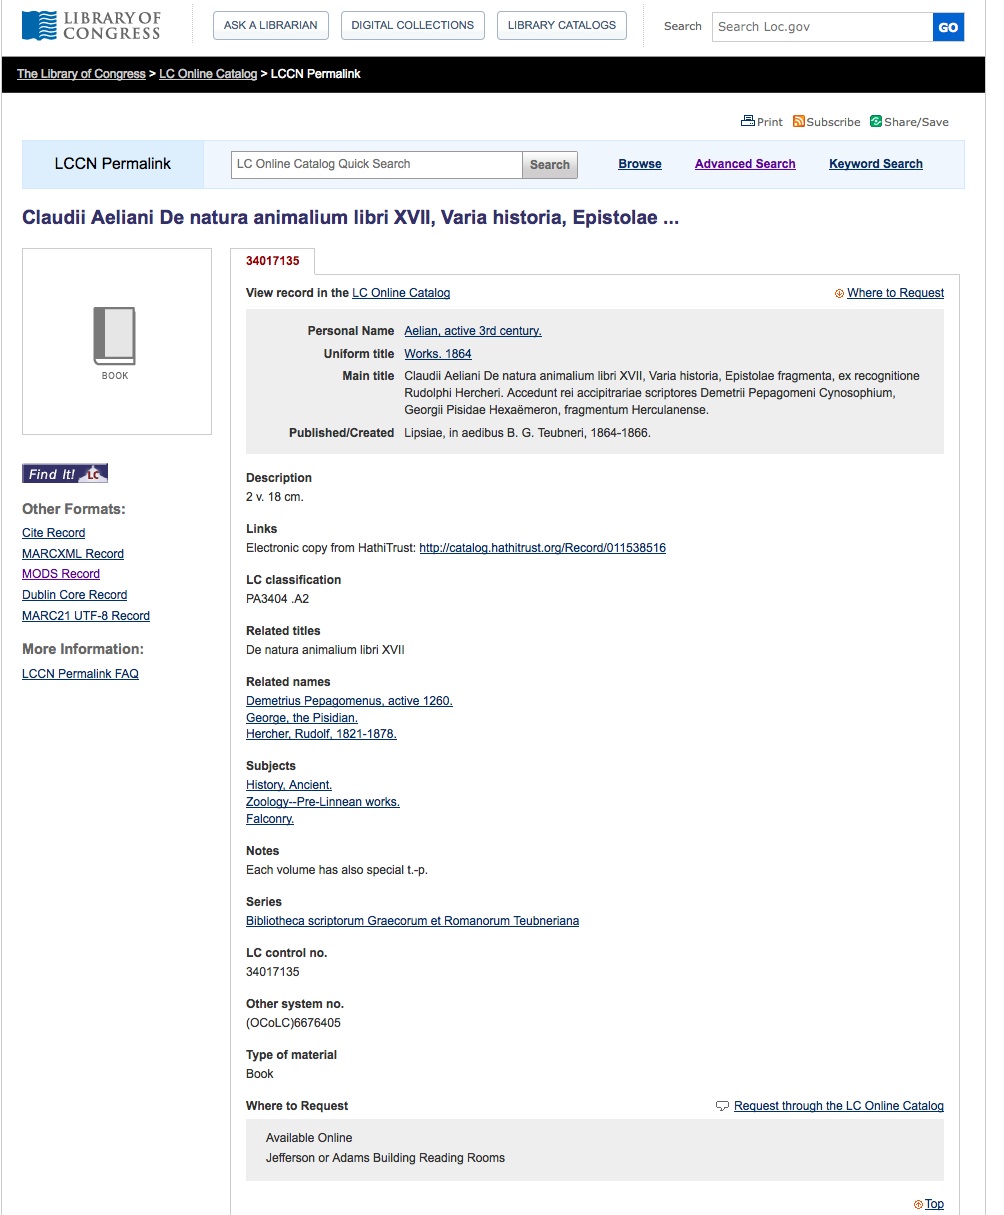 LIBRARY OF CONGRESS
ASK A LIBRARIAN DIGITAL COLLECTIONS LIBRARY CATALOGS Search Search Loc.gov GO
The Library of Congress > LC Online Catalog > LCCN Permalink
Print Subscribe Share/Save
LCCN Permalink LC Online Catalog Quick Search Search Browse Advanced Search Keyword Search
Claudii Aeliani De natura animalium libri XVII, Varia historia, Epistolae ...
BOOK
Find It! LC
Other Formats:
Cite Record
MARCXML Record
MODS Record
Dublin Core Record
MARC21 UTF-8 Record
More Information:
LCCN Permalink FAQ
34017135
View record in the LC Online Catalog Where to Request
Personal Name Aelian, active 3rd century.
Uniform title Works. 1864
Main title Claudii Aeliani De natura animalium libri XVII, Varia historia, Epistolae fragmenta, ex recognitione
Rudolphi Hercheri. Accedunt rei accipitrariae scriptores Demetrii Pepagomeni Cynosophium,
Georgii Pisidae Hexaëmeron, fragmentum Herculanense.
Published/Created Lipsiae, in aedibus B. G. Teubneri, 1864-1866.
Description
2 v. 18 cm.
Links
Electronic copy from HathiTrust: http://catalog.hathitrust.org/Record/011538516
LC classification
PA3404 .A2
Related titles
De natura animalium libri XVII
Related names
Demetrius Pepagomenus, active 1260.
George, the Pisidian.
Hercher, Rudolf, 1821-1878.
Subjects
History, Ancient.
Zoology--Pre-Linnean works.
Falconry.
Notes
Each volume has also special t.-p.
Series
Bibliotheca scriptorum Graecorum et Romanorum Teubneriana
LC control no.
34017135
Other system no.
(OCoLC)6676405
Type of material
Book
Where to Request Request through the LC Online Catalog
Available Online
Jefferson or Adams Building Reading Rooms
Top